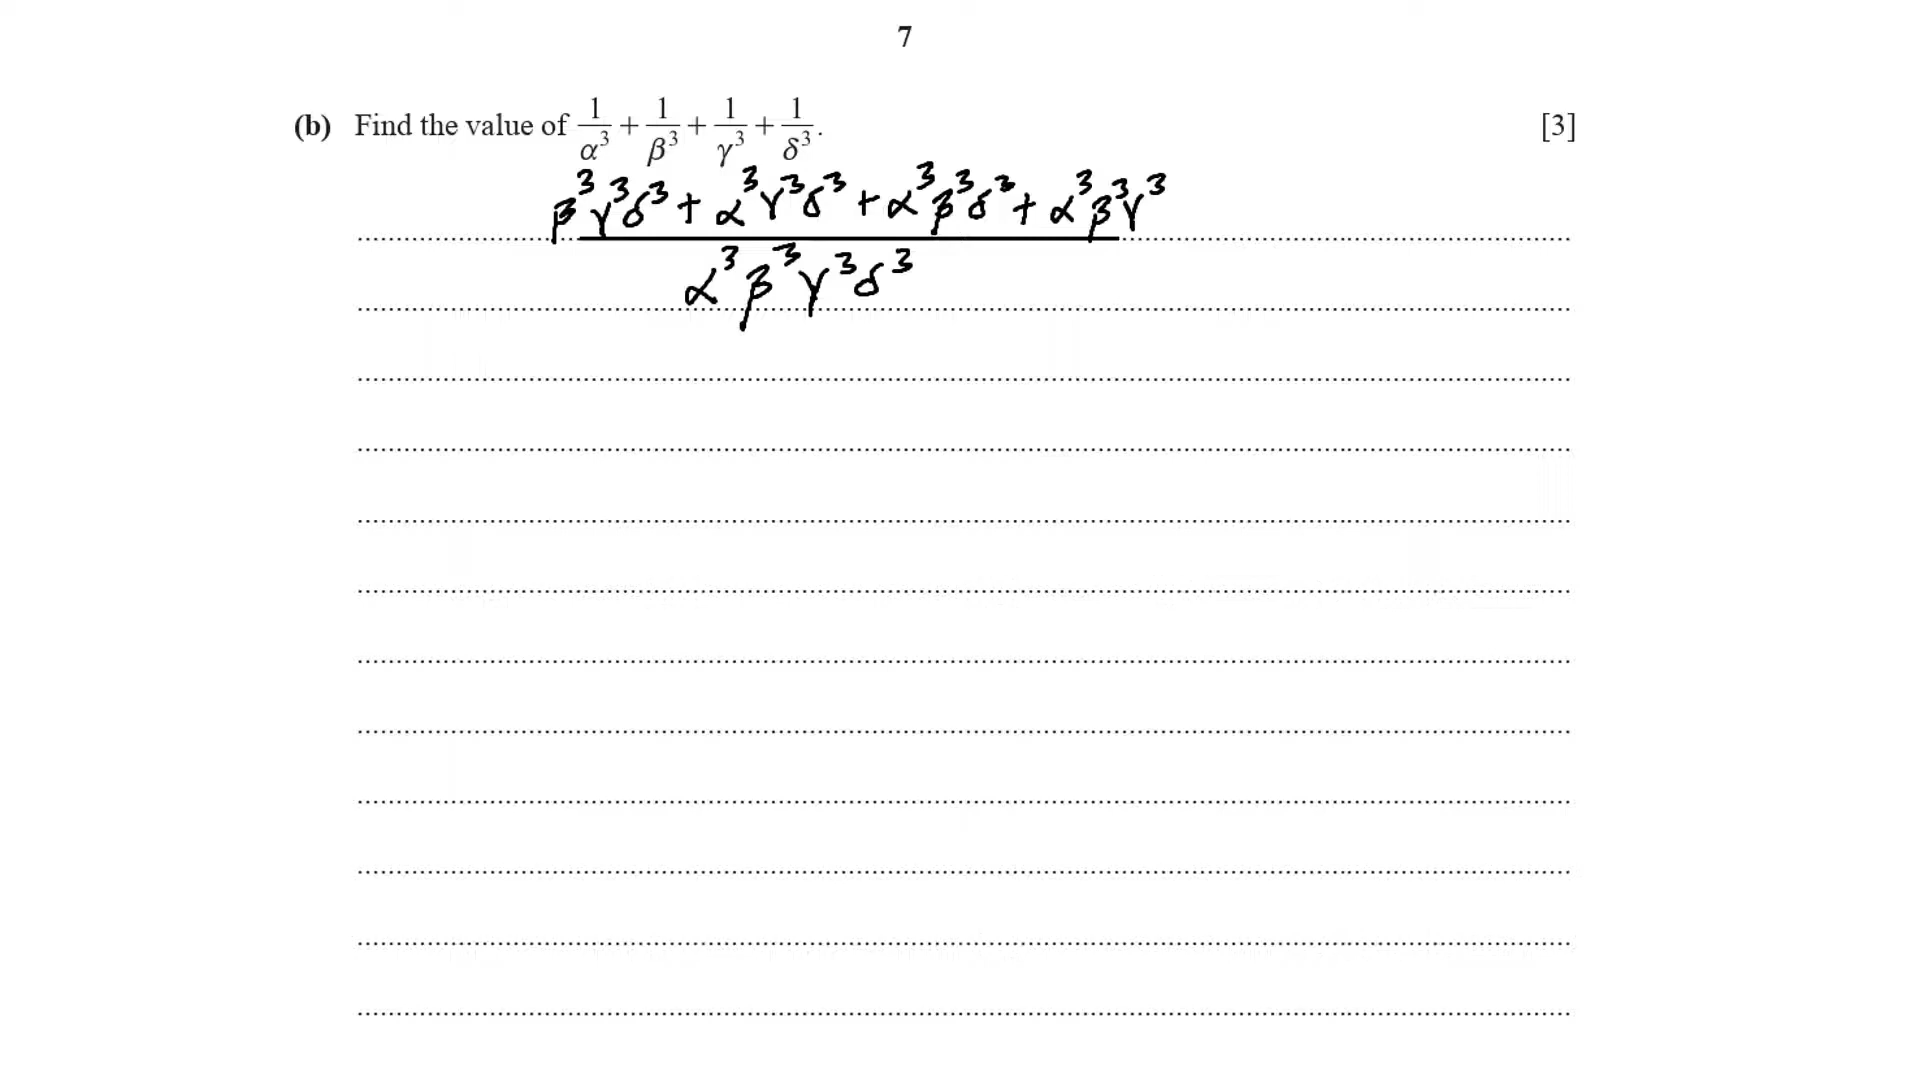 7
(b) Find the value of 1/α³ + 1/β³ + 1/γ³ + 1/δ³. [3]
β³γ³δ³ + α³γ³δ³ + α³β³δ³ + α³β³γ³
α³β³γ³δ³